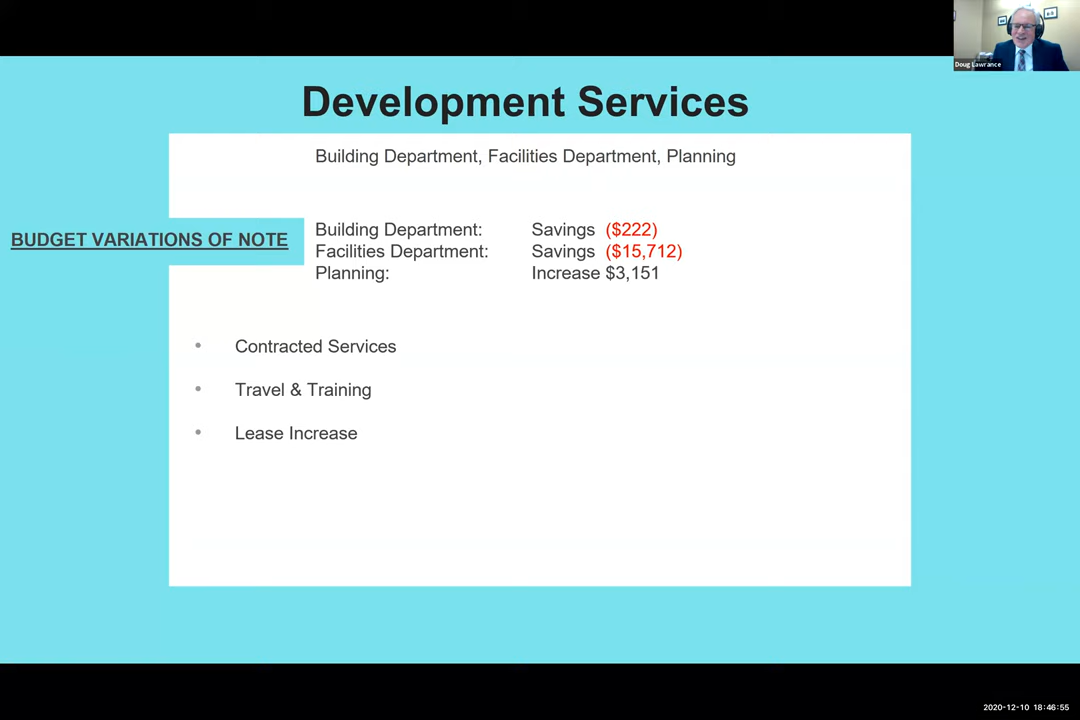 Doug Lawrance
Development Services
Building Department, Facilities Department, Planning
BUDGET VARIATIONS OF NOTE
Building Department: Savings ($222)
Facilities Department: Savings ($15,712)
Planning: Increase $3,151
• Contracted Services
• Travel & Training
• Lease Increase
2020-12-10 18:46:55